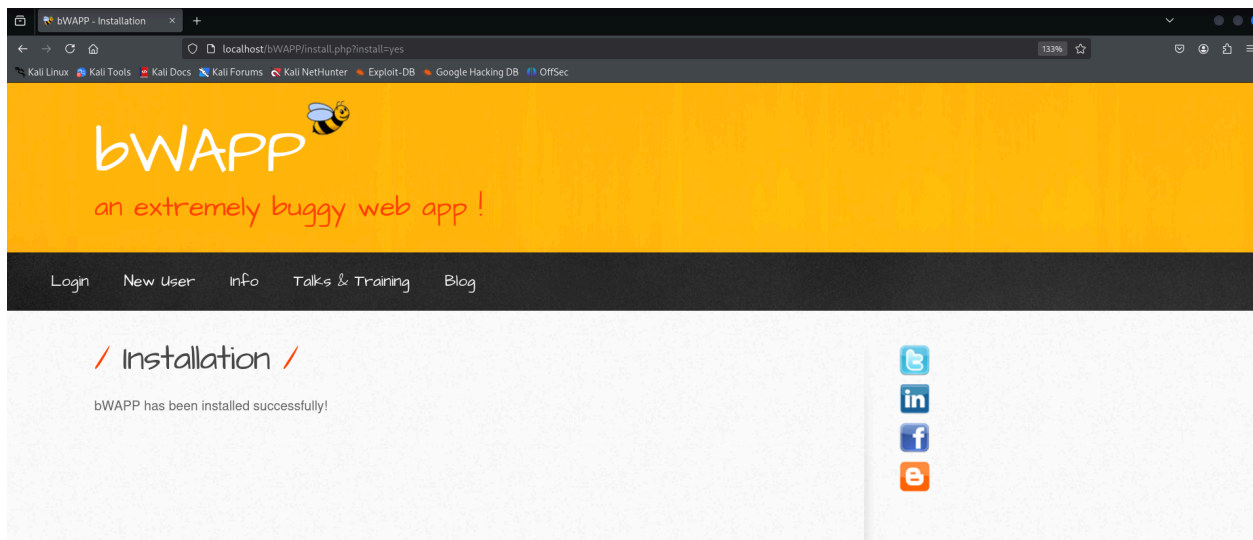 bWAPP - Installation
localhost/bWAPP/install.php?install=yes
133%
Kali Linux Kali Tools Kali Docs Kali Forums Kali NetHunter Exploit-DB Google Hacking DB OffSec
bWAPP
an extremely buggy web app !
Login New User Info Talks & Training Blog
/ Installation /
bWAPP has been installed successfully!